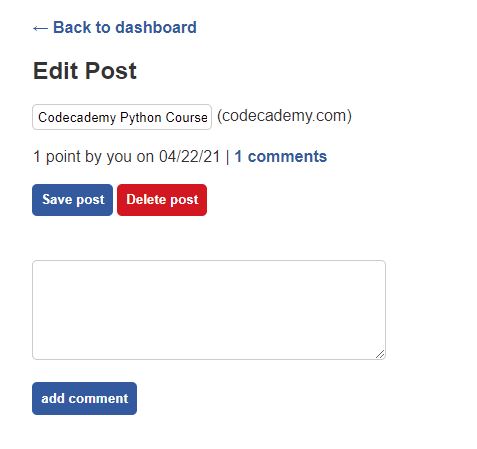 ← Back to dashboard
Edit Post
Codecademy Python Course (codecademy.com)
1 point by you on 04/22/21 | 1 comments
Save post Delete post
add comment